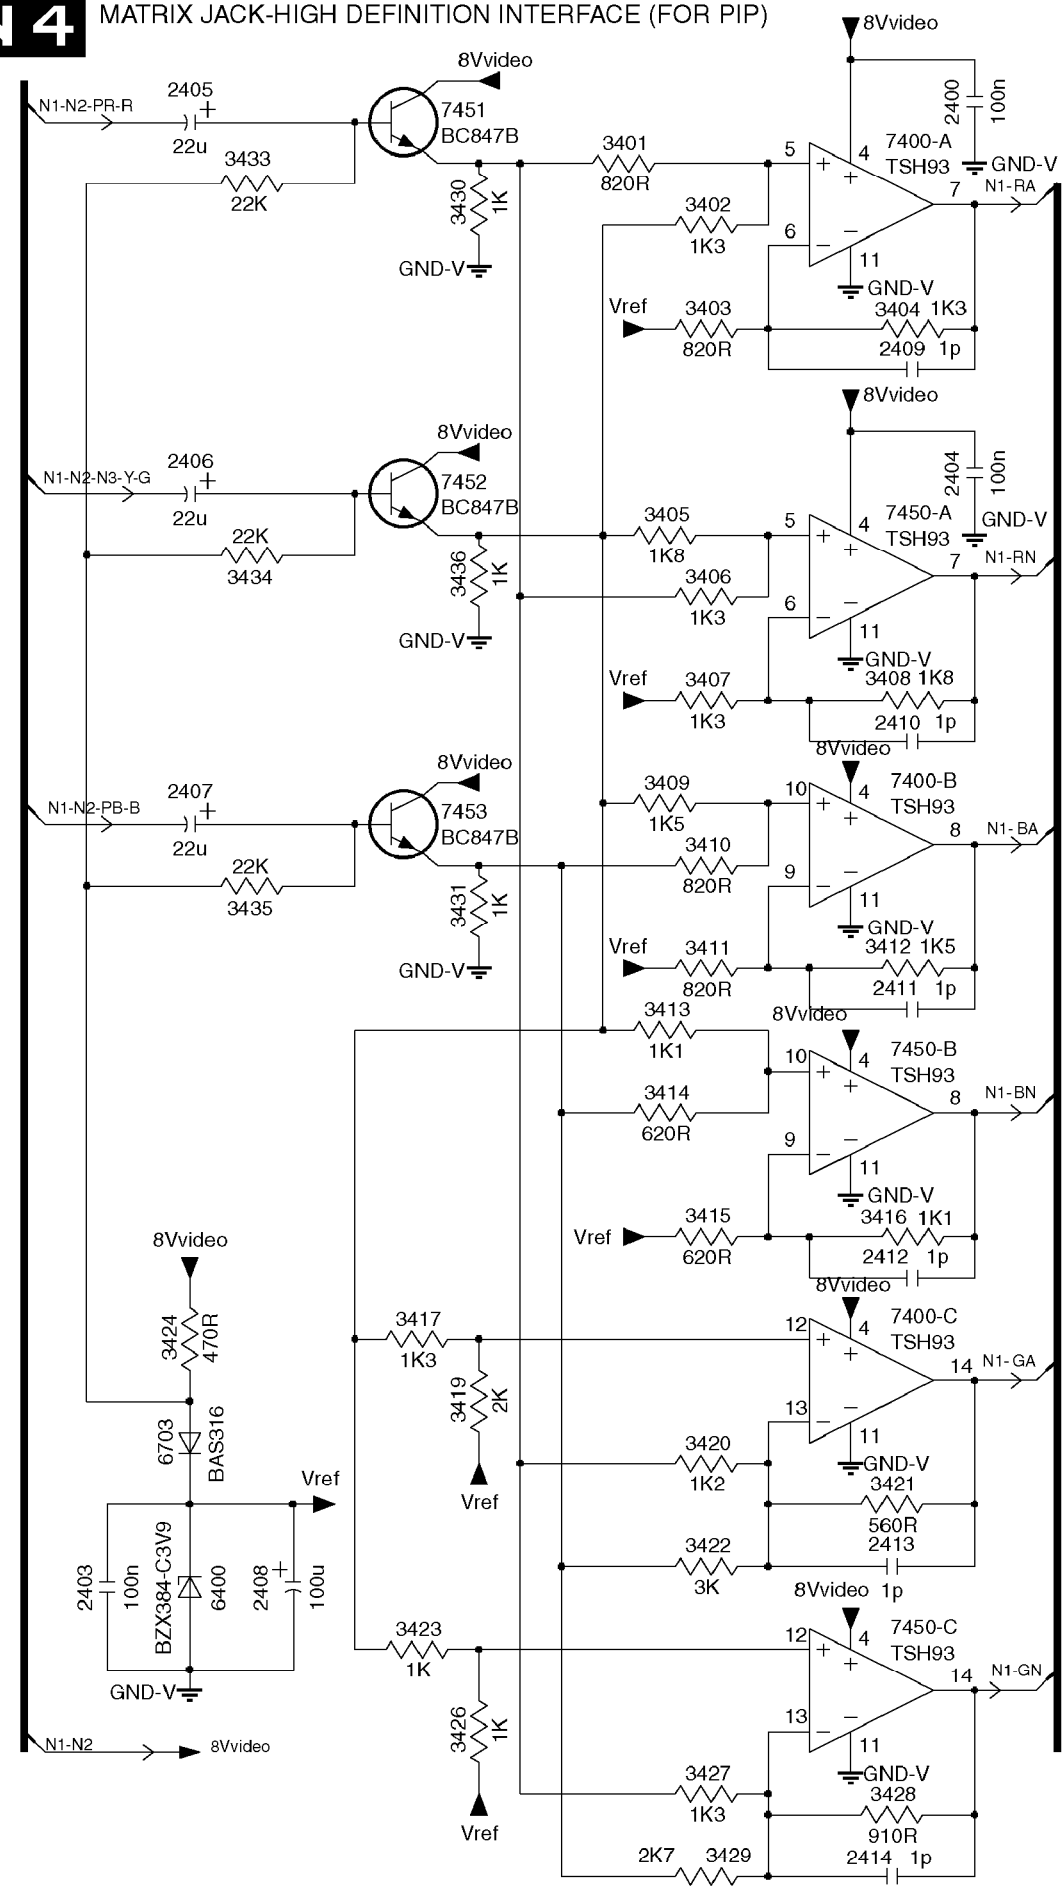 N 4
MATRIX JACK-HIGH DEFINITION INTERFACE (FOR PIP)
8Vvideo
8Vvideo
N1-N2-PR-R
2405
+
22u
7451
BC847B
3433
22K
3430
1K
GND-V
3401
820R
3402
1K3
Vref
3403
820R
5
+
6
−
4
+
−
11
7400-A
TSH93
2400
100n
GND-V
7
N1-RA
GND-V
3404 1K3
2409 1p
8Vvideo
8Vvideo
N1-N2-N3-Y-G
2406
+
22u
7452
BC847B
22K
3434
3436
1K
GND-V
3405
1K8
3406
1K3
Vref
3407
1K3
5
+
6
−
4
+
−
11
7450-A
TSH93
2404
100n
GND-V
7
N1-RN
GND-V
3408 1K8
2410 1p
8Vvideo
8Vvideo
N1-N2-PB-B
2407
+
22u
7453
BC847B
22K
3435
3431
1K
GND-V
3409
1K5
3410
820R
Vref
3411
820R
10
+
9
−
4
+
−
11
7400-B
TSH93
8
N1-BA
GND-V
3412 1K5
2411 1p
8Vvideo
3413
1K1
3414
620R
Vref
3415
620R
10
+
9
−
4
+
−
11
7450-B
TSH93
8
N1-BN
GND-V
3416 1K1
2412 1p
8Vvideo
8Vvideo
3424
470R
6703
BAS316
Vref
2403
100n
BZX384-C3V9
6400
2408
+
100u
GND-V
3417
1K3
3419
2K
Vref
3420
1K2
3422
3K
12
+
13
−
4
+
−
11
7400-C
TSH93
14
N1-GA
GND-V
3421
560R
2413
1p
8Vvideo
3423
1K
3426
1K
Vref
3427
1K3
2K7 3429
12
+
13
−
4
+
−
11
7450-C
TSH93
14
N1-GN
GND-V
3428
910R
2414 1p
N1-N2
8Vvideo